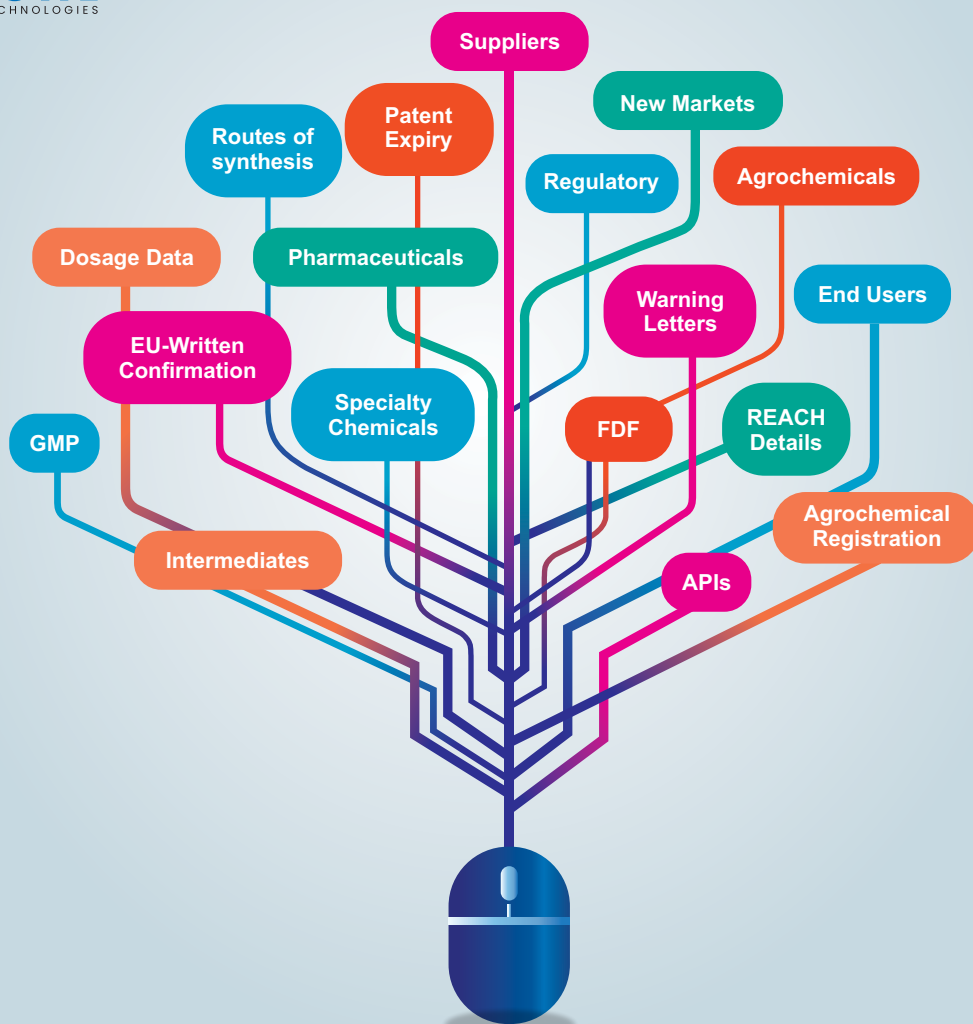 CHNOLOGIES
Suppliers
New Markets
Patent
Expiry
Routes of
synthesis
Regulatory
Agrochemicals
Dosage Data
Pharmaceuticals
Warning
Letters
End Users
EU-Written
Confirmation
Specialty
Chemicals
FDF
REACH
Details
GMP
Agrochemical
Registration
Intermediates
APIs